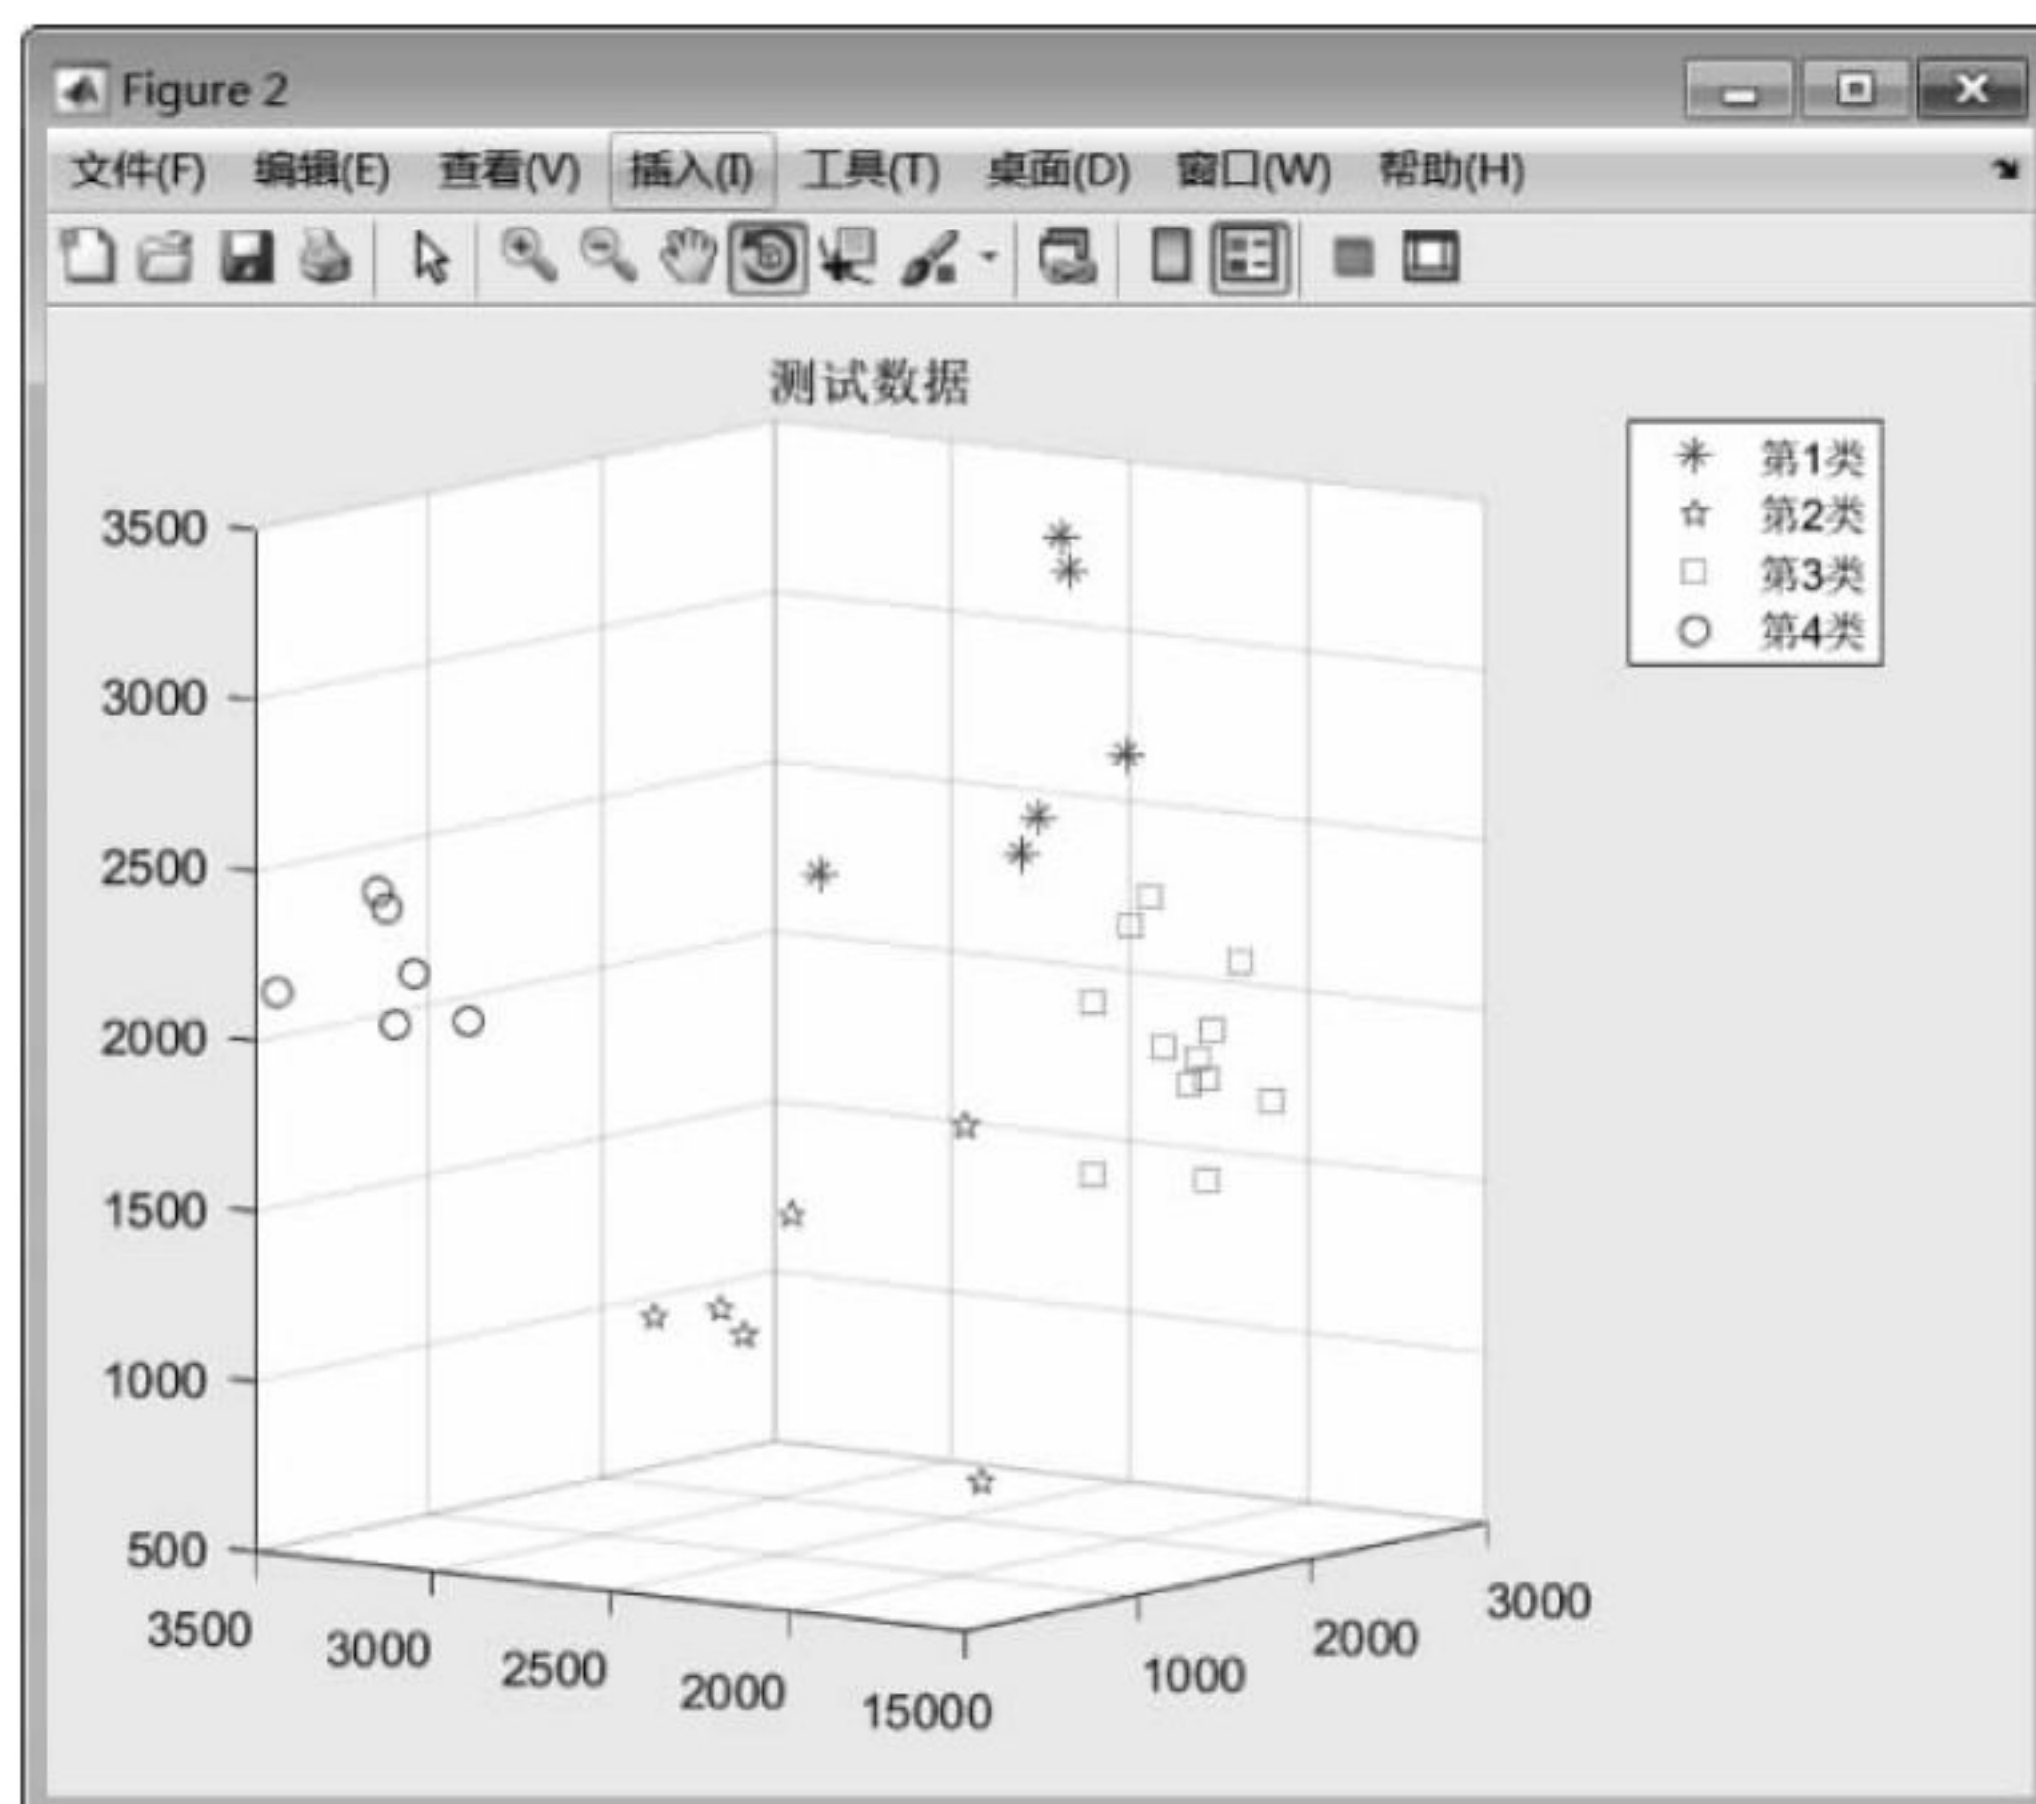 Figure 2
文件(F) 编辑(E) 查看(V) 插入(I) 工具(T) 桌面(D) 窗口(W) 帮助(H)
测试数据
第1类
第2类
第3类
第4类
3500
3000
2500
2000
1500
1000
500
3500 3000 2500 2000 15000 1000 2000 3000